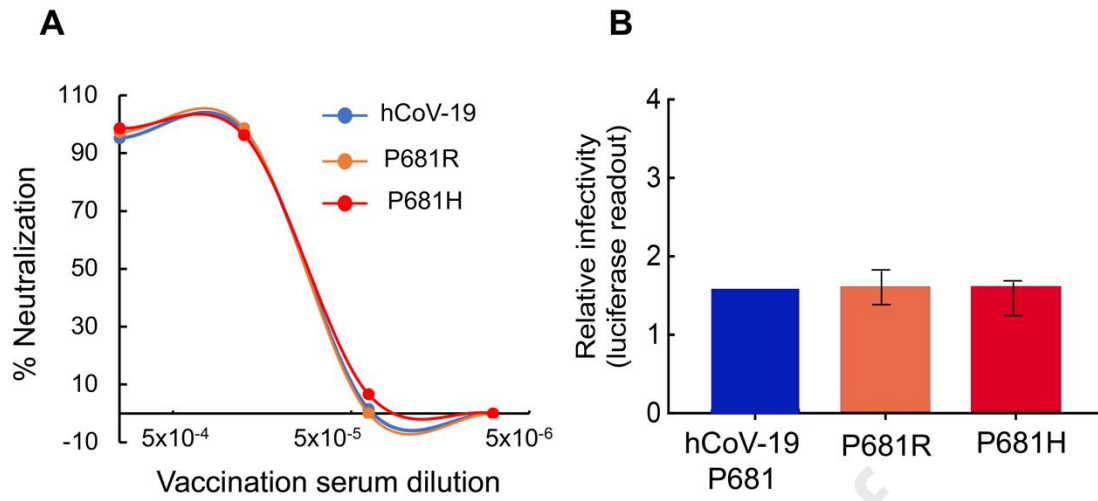 A
% Neutralization
110
90
70
50
30
10
-10
hCoV-19
P681R
P681H
5x10⁻⁴
5x10⁻⁵
5x10⁻⁶
Vaccination serum dilution
B
Relative infectivity
(luciferase readout)
4
3
2
1
0
hCoV-19
P681
P681R
P681H
c